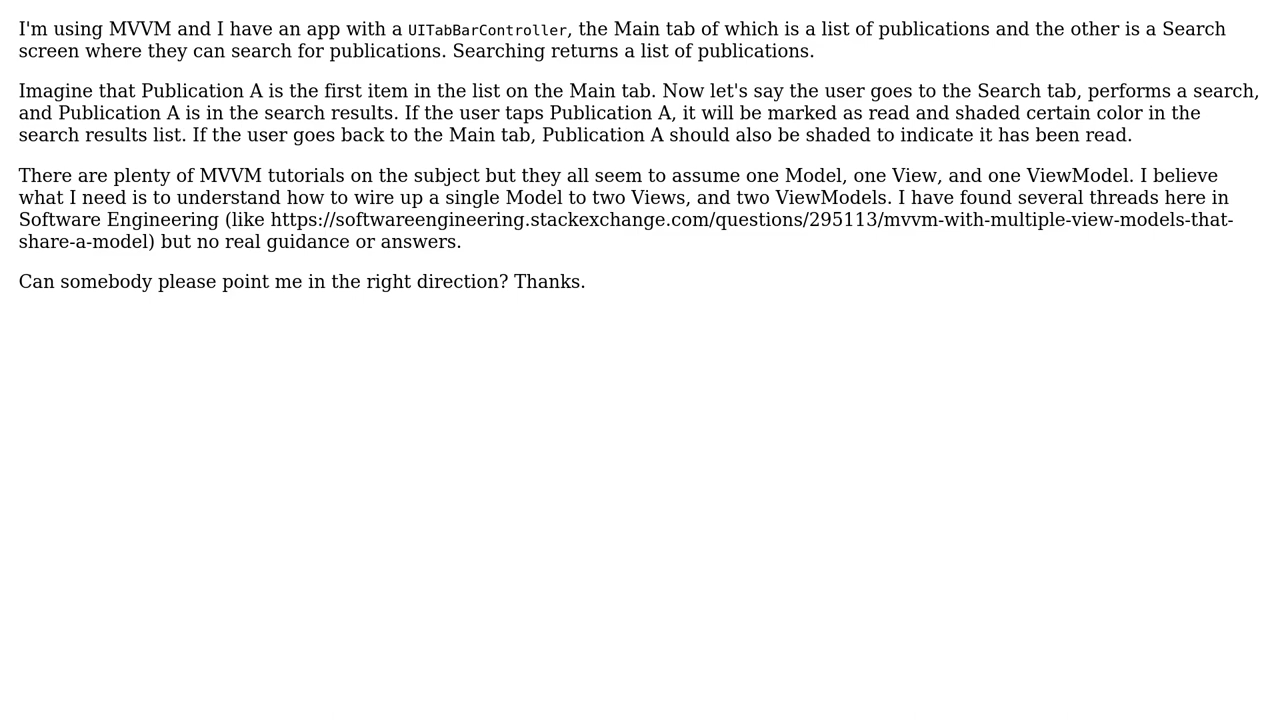 I'm using MVVM and I have an app with a UITabBarController, the Main tab of which is a list of publications and the other is a Search
screen where they can search for publications. Searching returns a list of publications.
Imagine that Publication A is the first item in the list on the Main tab. Now let's say the user goes to the Search tab, performs a search,
and Publication A is in the search results. If the user taps Publication A, it will be marked as read and shaded certain color in the
search results list. If the user goes back to the Main tab, Publication A should also be shaded to indicate it has been read.
There are plenty of MVVM tutorials on the subject but they all seem to assume one Model, one View, and one ViewModel. I believe
what I need is to understand how to wire up a single Model to two Views, and two ViewModels. I have found several threads here in
Software Engineering (like https://softwareengineering.stackexchange.com/questions/295113/mvvm-with-multiple-view-models-that-
share-a-model) but no real guidance or answers.
Can somebody please point me in the right direction? Thanks.